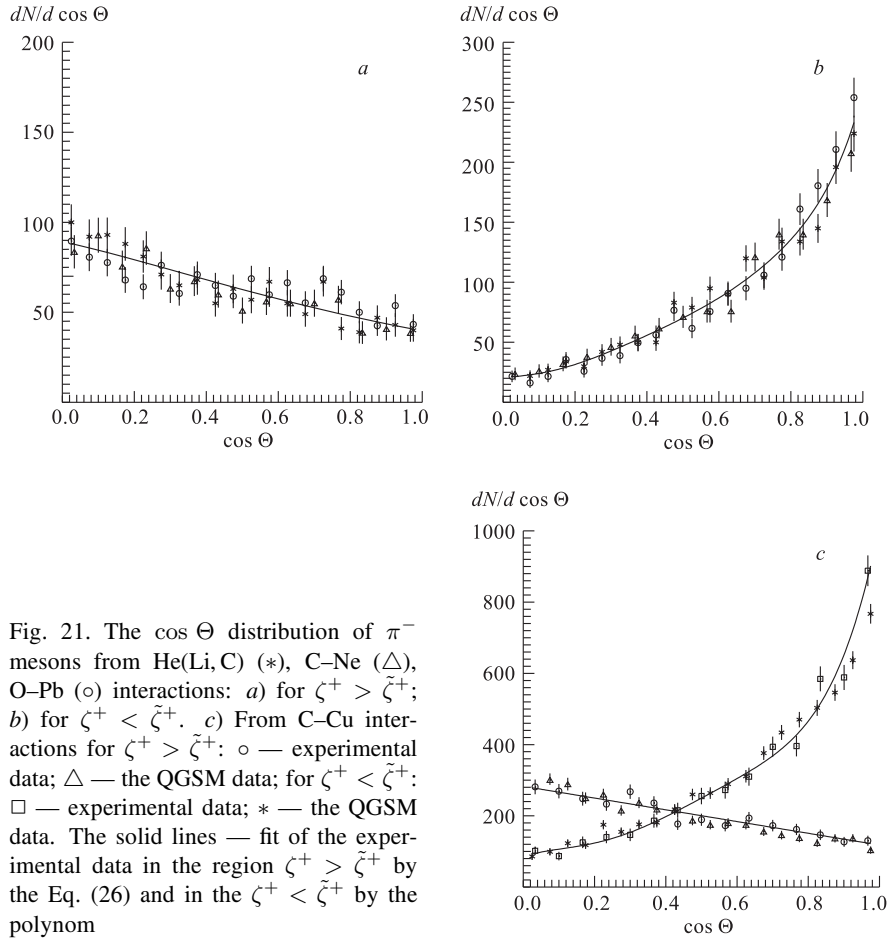 dN/d cos Θ
200
a
150
100
50
0.0 0.2 0.4 0.6 0.8 1.0
cos Θ
dN/d cos Θ
300
b
250
200
150
100
50
0.0 0.2 0.4 0.6 0.8 1.0
cos Θ
dN/d cos Θ
1000
c
800
600
400
200
0.0 0.2 0.4 0.6 0.8 1.0
cos Θ
Fig. 21. The cos Θ distribution of π⁻
mesons from He(Li, C) (∗), C–Ne (△),
O–Pb (○) interactions: a) for ζ⁺ > ζ̃⁺;
b) for ζ⁺ < ζ̃⁺. c) From C–Cu inter-
actions for ζ⁺ > ζ̃⁺: ○ — experimental
data; △ — the QGSM data; for ζ⁺ < ζ̃⁺:
□ — experimental data; ∗ — the QGSM
data. The solid lines — fit of the exper-
imental data in the region ζ⁺ > ζ̃⁺ by
the Eq. (26) and in the ζ⁺ < ζ̃⁺ by the
polynom